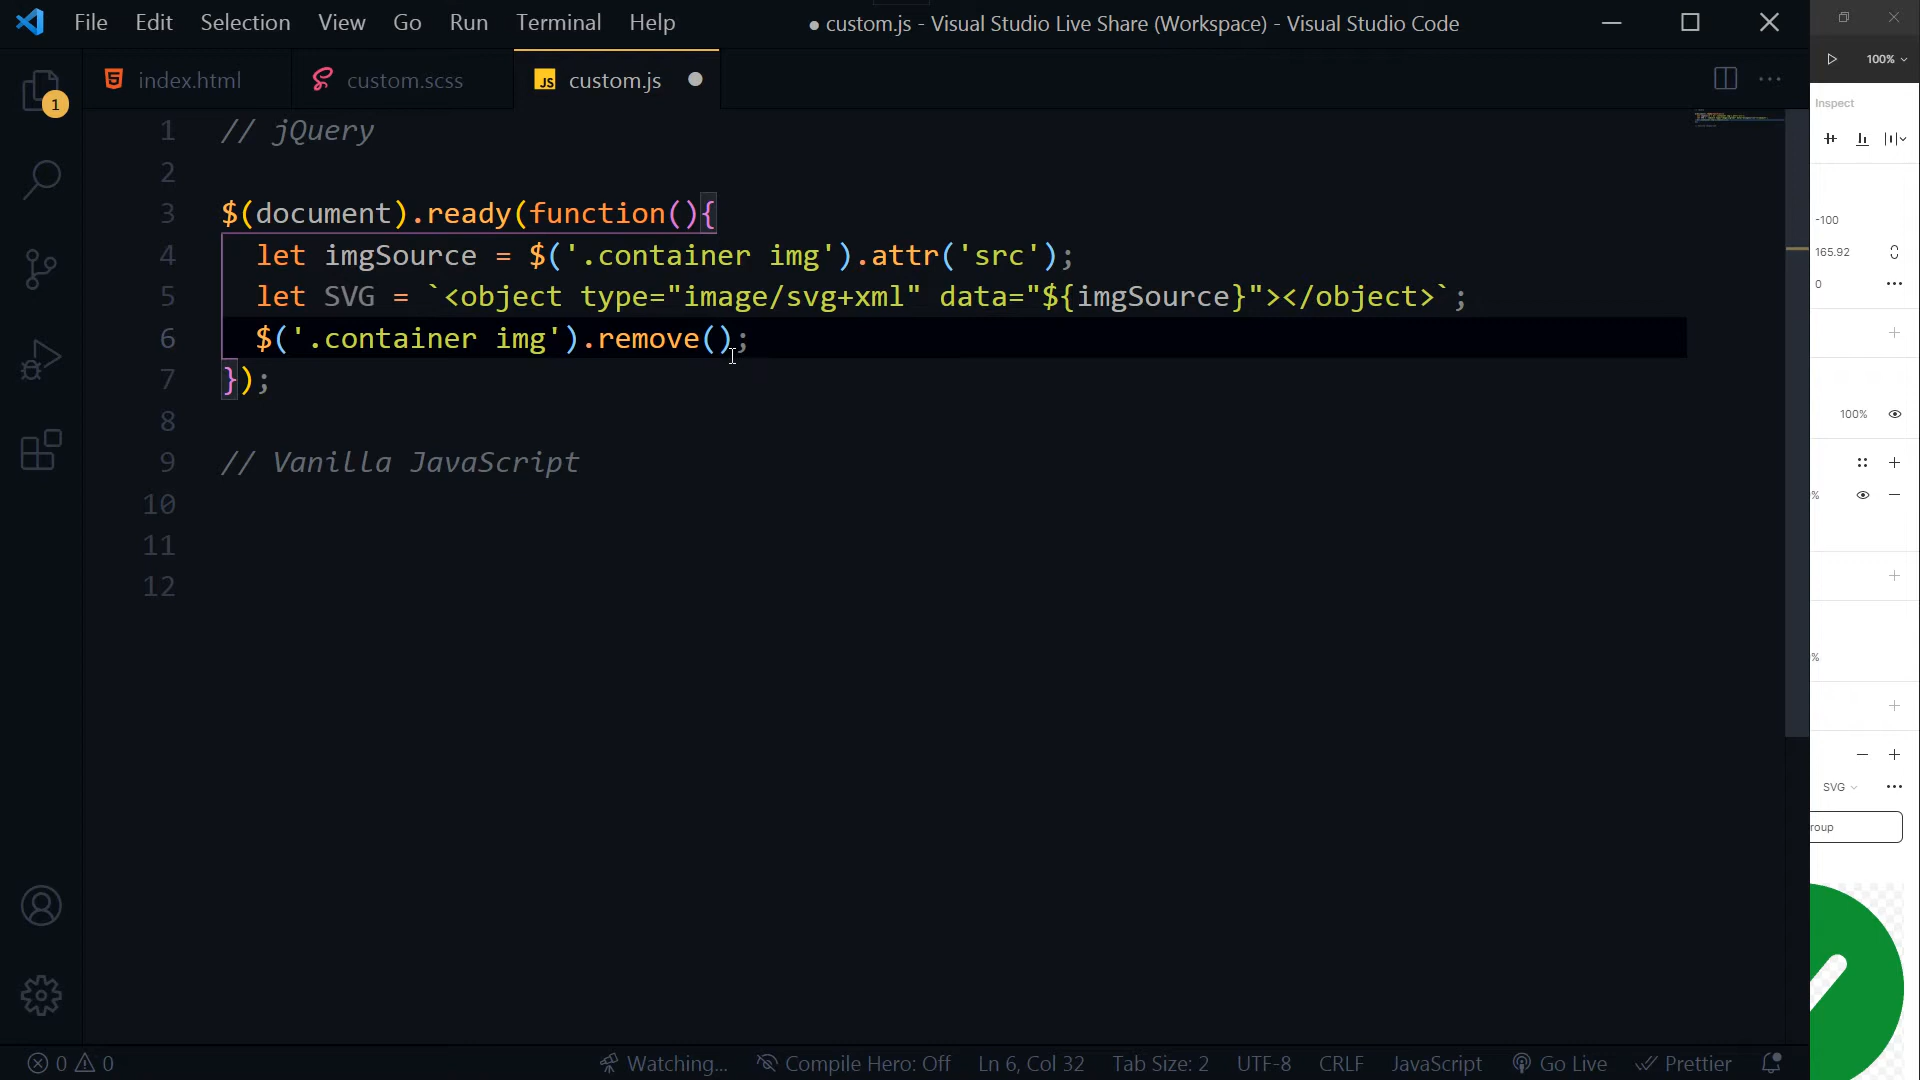 File Edit Selection View Go Run Terminal Help ● custom.js - Visual Studio Live Share (Workspace) - Visual Studio Code
100%
index.html custom.scss JS custom.js
1
Inspect
1 // jQuery
2
3 $(document).ready(function(){
4 let imgSource = $('.container img').attr('src');
5 let SVG = `<object type="image/svg+xml" data="${imgSource}"></object>`;
6 $('.container img').remove();
7 });
8
9 // Vanilla JavaScript
10
11
12
-100
165.92
0
100%
%
%
SVG
roup
0 0 Watching... Compile Hero: Off Ln 6, Col 32 Tab Size: 2 UTF-8 CRLF JavaScript Go Live Prettier